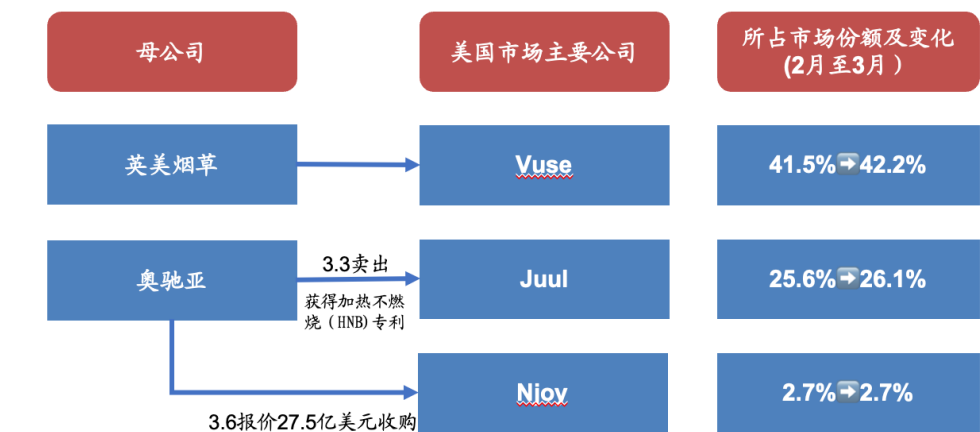 母公司
美国市场主要公司
所占市场份额及变化
(2月至3月）
英美烟草
Vuse
41.5%➡42.2%
奥驰亚
3.3卖出
获得加热不燃
烧（HNB)专利
Juul
25.6%➡26.1%
Njoy
2.7%➡2.7%
3.6报价27.5亿美元收购